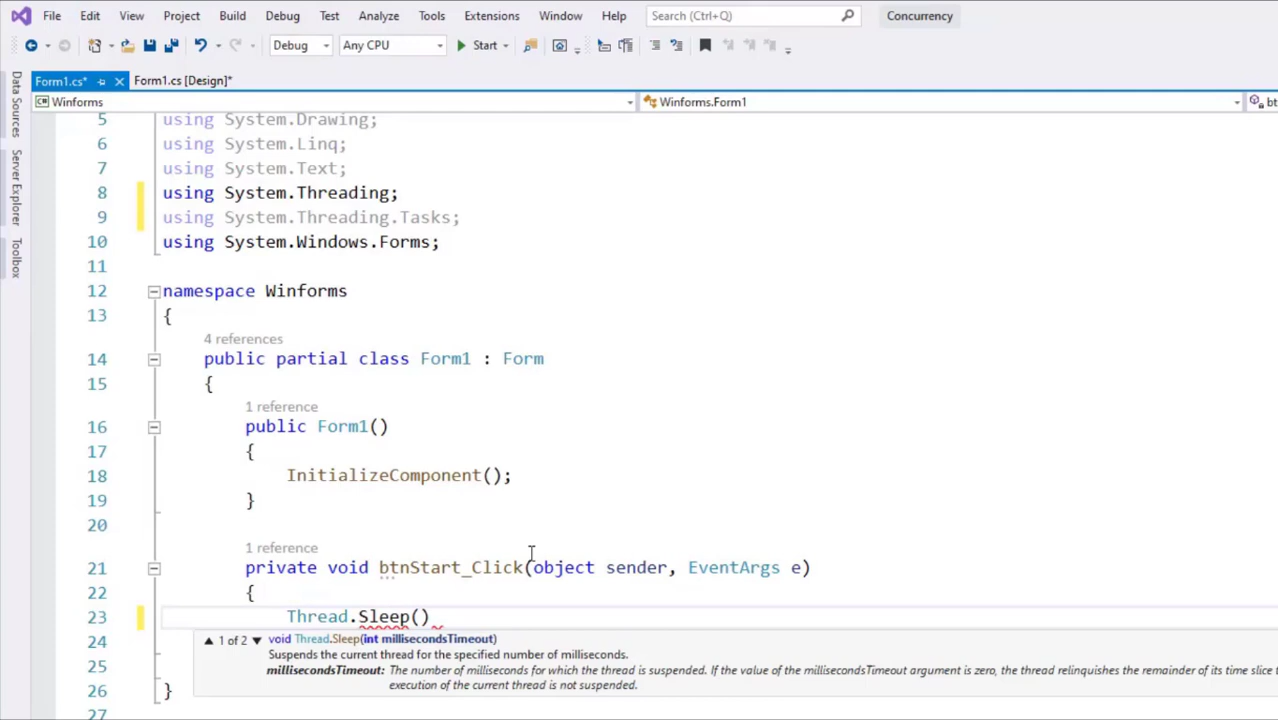 File Edit View Project Build Debug Test Analyze Tools Extensions Window Help Search (Ctrl+Q) Concurrency
Debug Any CPU Start
Form1.cs* Form1.cs [Design]*
C# Winforms Winforms.Form1 bt
Data Sources
Server Explorer
Toolbox
5 using System.Drawing;
6 using System.Linq;
7 using System.Text;
8 using System.Threading;
9 using System.Threading.Tasks;
10 using System.Windows.Forms;
11
12 namespace Winforms
13 {
4 references
14 public partial class Form1 : Form
15 {
1 reference
16 public Form1()
17 {
18 InitializeComponent();
19 }
20
1 reference
21 private void btnStart_Click(object sender, EventArgs e)
22 {
23 Thread.Sleep()
24 ▲ 1 of 2 ▼ void Thread.Sleep(int millisecondsTimeout)
Suspends the current thread for the specified number of milliseconds.
25 millisecondsTimeout: The number of milliseconds for which the thread is suspended. If the value of the millisecondsTimeout argument is zero, the thread relinquishes the remainder of its time slice
execution of the current thread is not suspended.
26 }
27